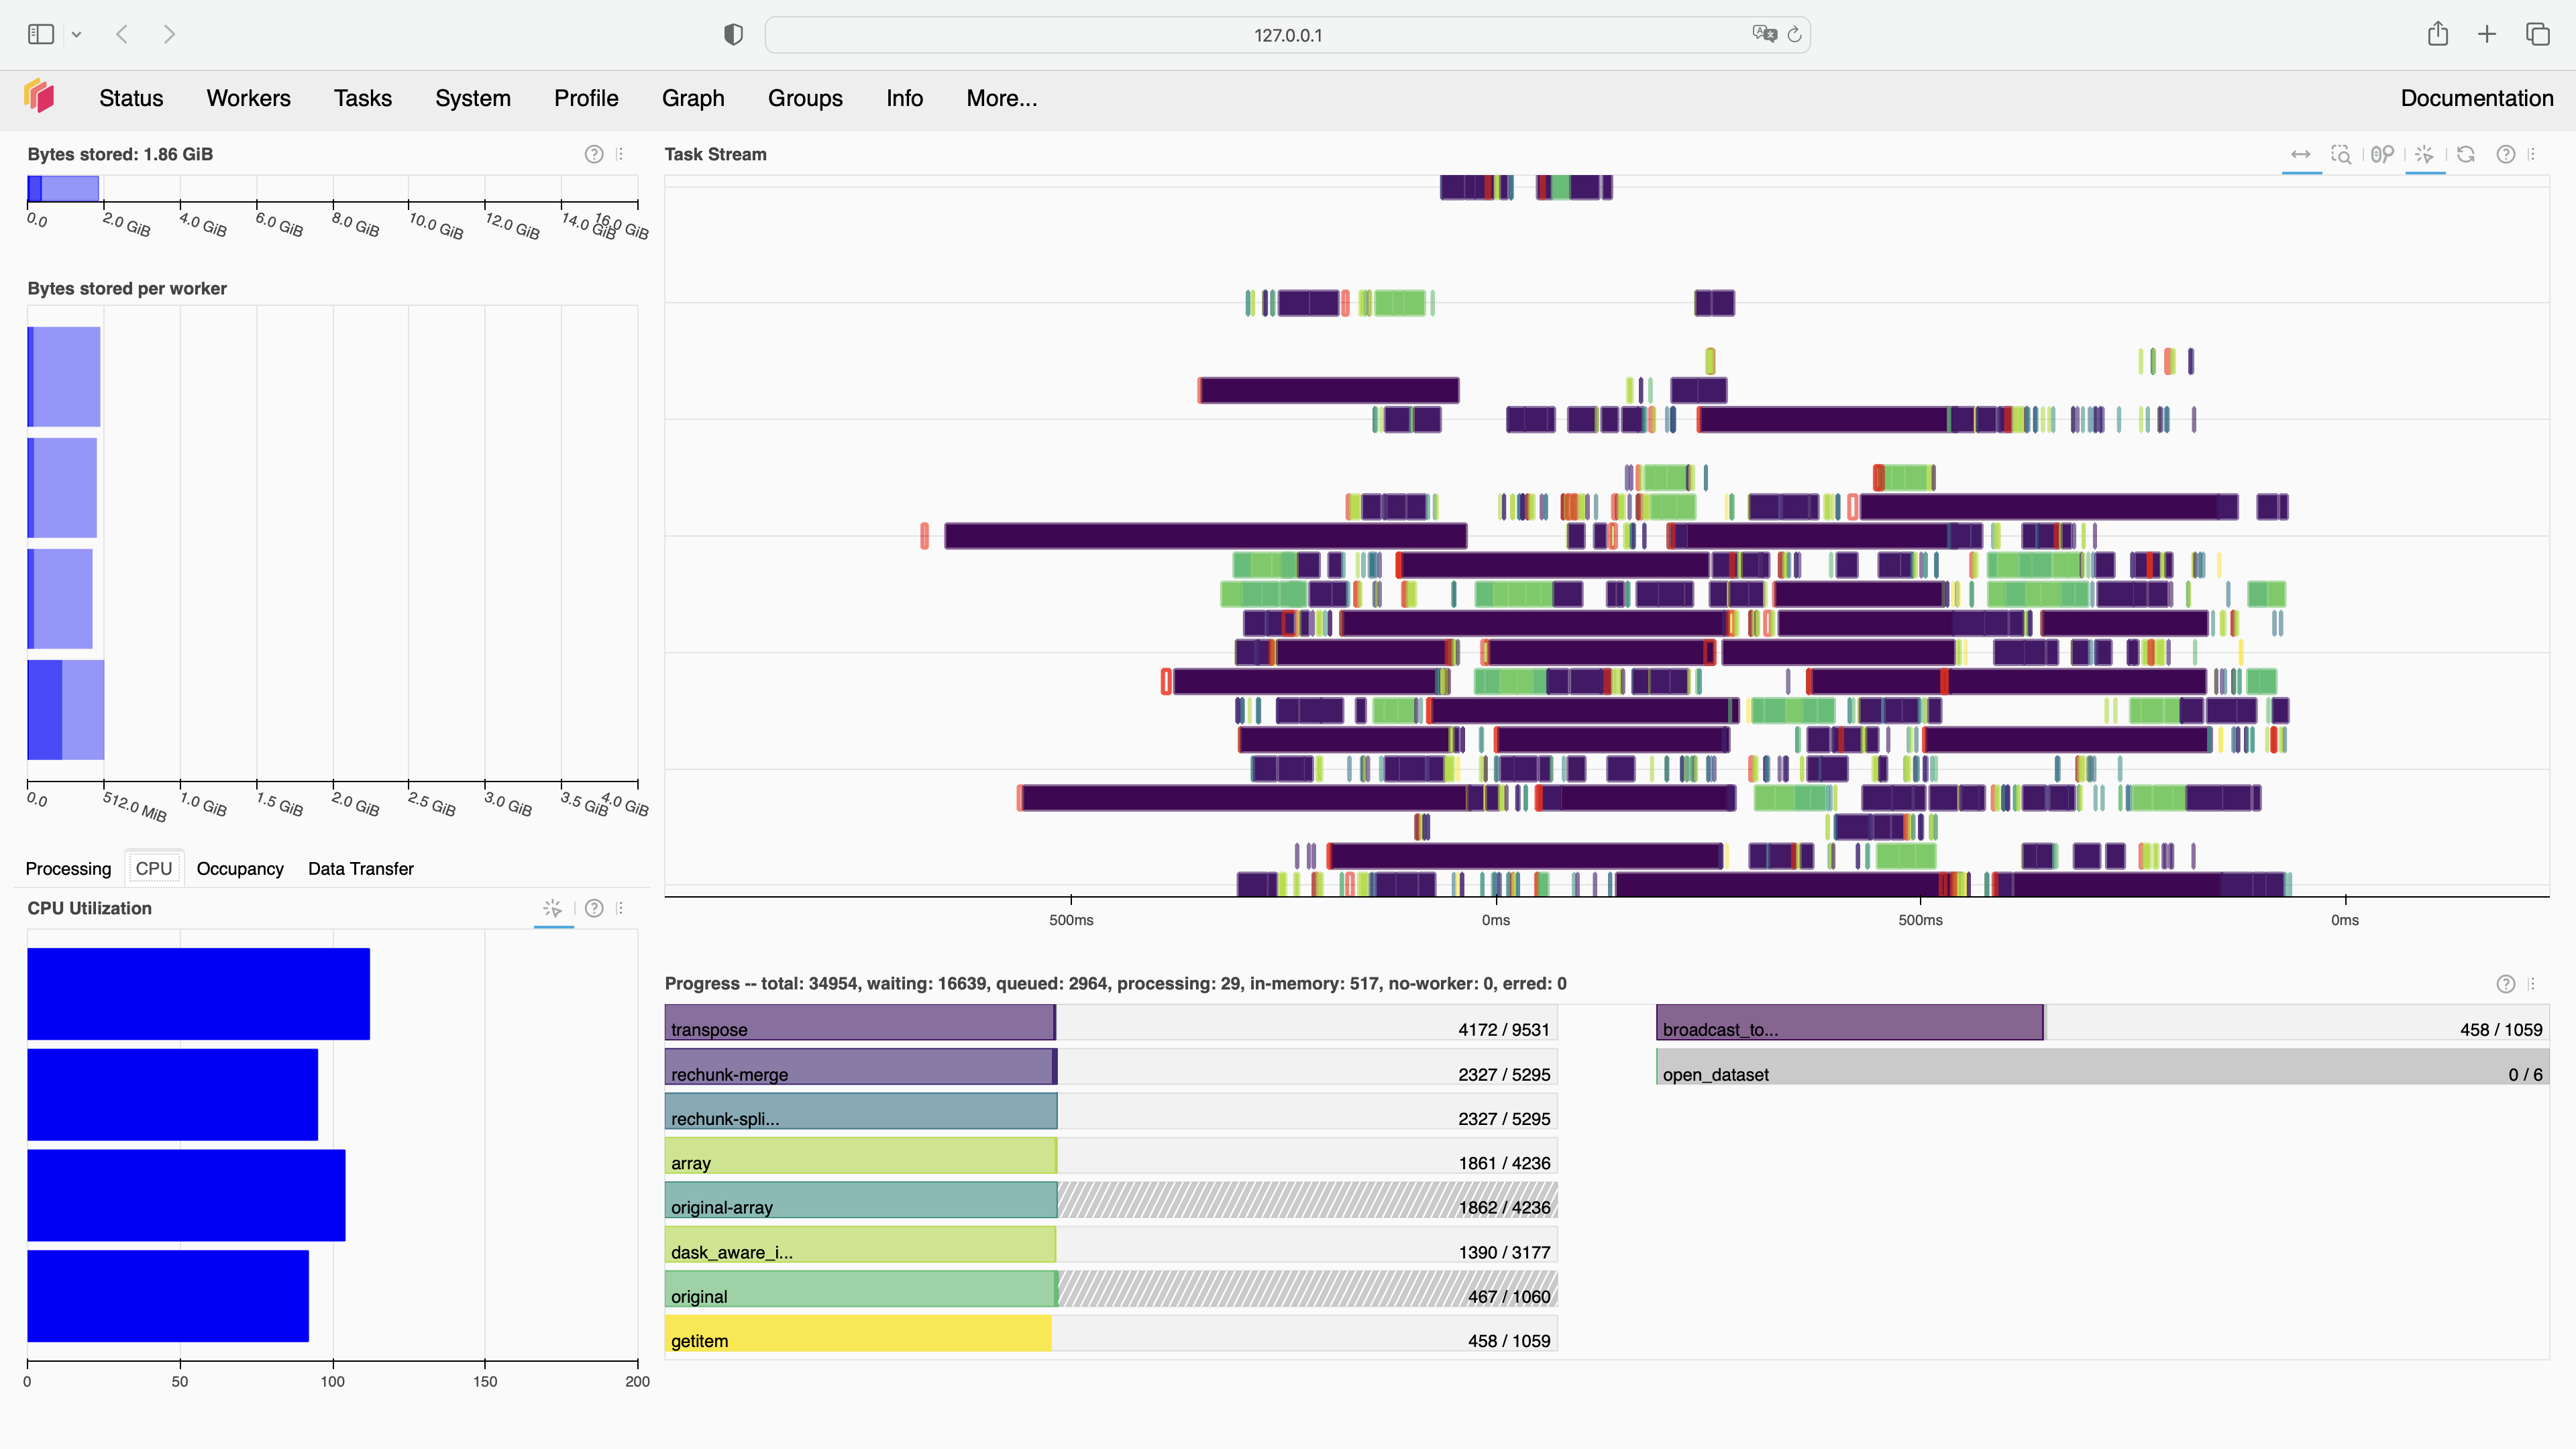 127.0.0.1
Status Workers Tasks System Profile Graph Groups Info More... Documentation
Bytes stored: 1.86 GiB
0.0 2.0 GiB 4.0 GiB 6.0 GiB 8.0 GiB 10.0 GiB 12.0 GiB 14.0 GiB 16.0 GiB
Bytes stored per worker
0.0 512.0 MiB 1.0 GiB 1.5 GiB 2.0 GiB 2.5 GiB 3.0 GiB 3.5 GiB 4.0 GiB
Processing CPU Occupancy Data Transfer
CPU Utilization
0 50 100 150 200
Task Stream
500ms 0ms 500ms 0ms
Progress -- total: 34954, waiting: 16639, queued: 2964, processing: 29, in-memory: 517, no-worker: 0, erred: 0
transpose 4172 / 9531
rechunk-merge 2327 / 5295
rechunk-spli... 2327 / 5295
array 1861 / 4236
original-array 1862 / 4236
dask_aware_i... 1390 / 3177
original 467 / 1060
getitem 458 / 1059
broadcast_to... 458 / 1059
open_dataset 0 / 6